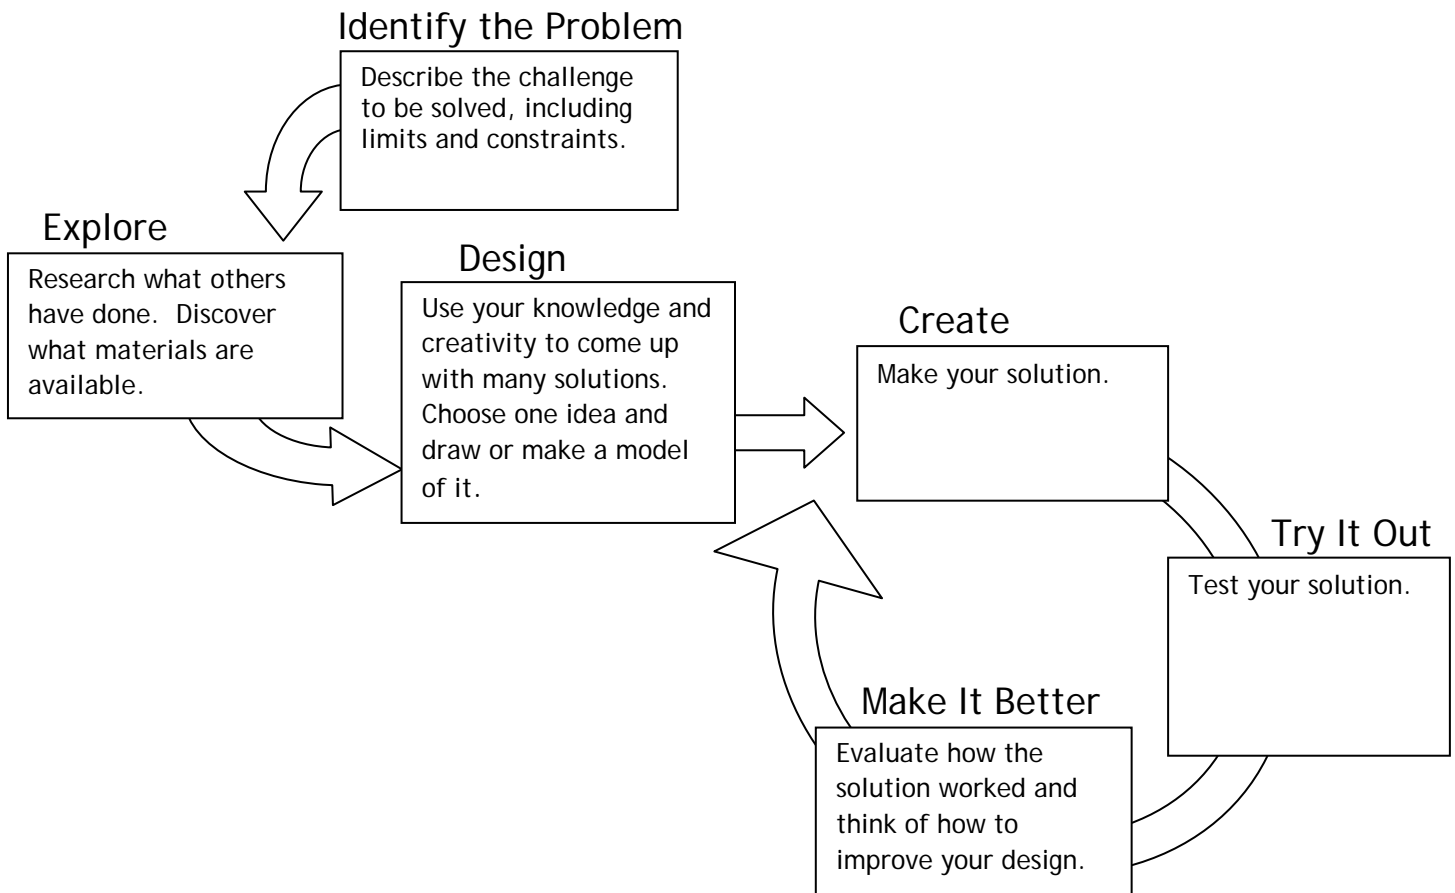 Identify the Problem
Describe the challenge
to be solved, including
limits and constraints.
Explore
Research what others
have done.  Discover
what materials are
available.
Design
Use your knowledge and
creativity to come up
with many solutions.
Choose one idea and
draw or make a model
of it.
Create
Make your solution.
Try It Out
Test your solution.
Make It Better
Evaluate how the
solution worked and
think of how to
improve your design.